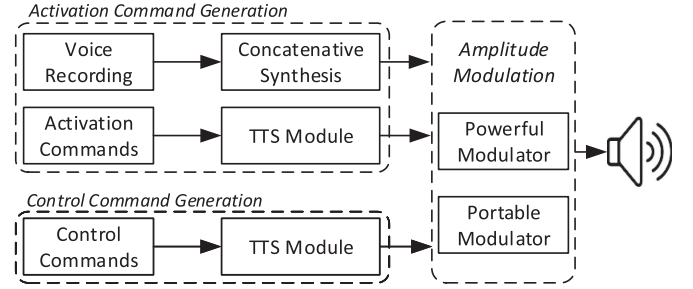 Activation Command Generation
Voice
Recording
Concatenative
Synthesis
Activation
Commands
TTS Module
Control Command Generation
Control
Commands
TTS Module
Amplitude
Modulation
Powerful
Modulator
Portable
Modulator